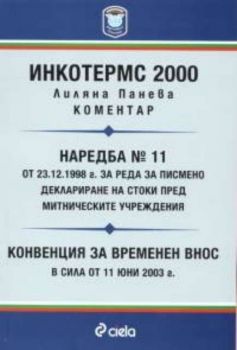 ИНКОТЕРМС 2000
Лиляна Панева
КОМЕНТАР
НАРЕДБА № 11
ОТ 23.12.1998 г. ЗА РЕДА ЗА ПИСМЕНО
ДЕКЛАРИРАНЕ НА СТОКИ ПРЕД
МИТНИЧЕСКИТЕ УЧРЕЖДЕНИЯ
КОНВЕНЦИЯ ЗА ВРЕМЕНЕН ВНОС
В СИЛА ОТ 11 ЮНИ 2003 г.
ciela